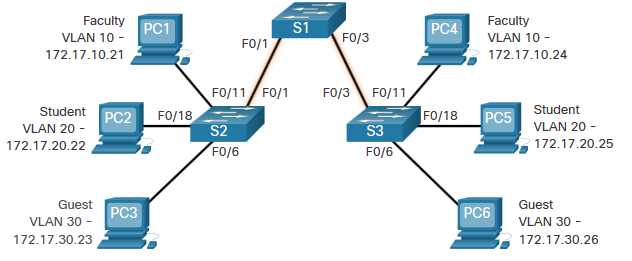 Faculty
VLAN 10 -
172.17.10.21
PC1
S1
F0/1
F0/3
PC4
Faculty
VLAN 10 -
172.17.10.24
Student
VLAN 20 -
172.17.20.22
PC2
F0/11
F0/1
F0/18
S2
F0/6
F0/3
F0/11
F0/18
S3
F0/6
PC5
Student
VLAN 20 -
172.17.20.25
Guest
VLAN 30 -
172.17.30.23
PC3
PC6
Guest
VLAN 30 -
172.17.30.26